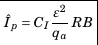 Î_p = C_I ε²/q_a RB